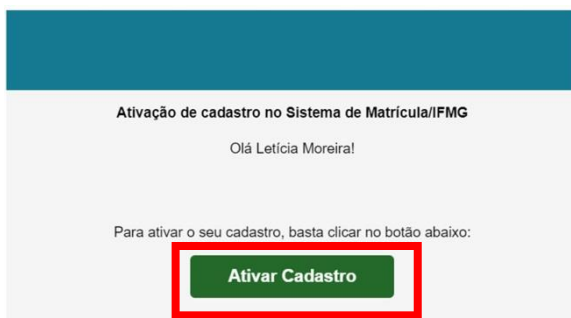 Ativação de cadastro no Sistema de Matrícula/IFMG
Olá Letícia Moreira!
Para ativar o seu cadastro, basta clicar no botão abaixo:
Ativar Cadastro